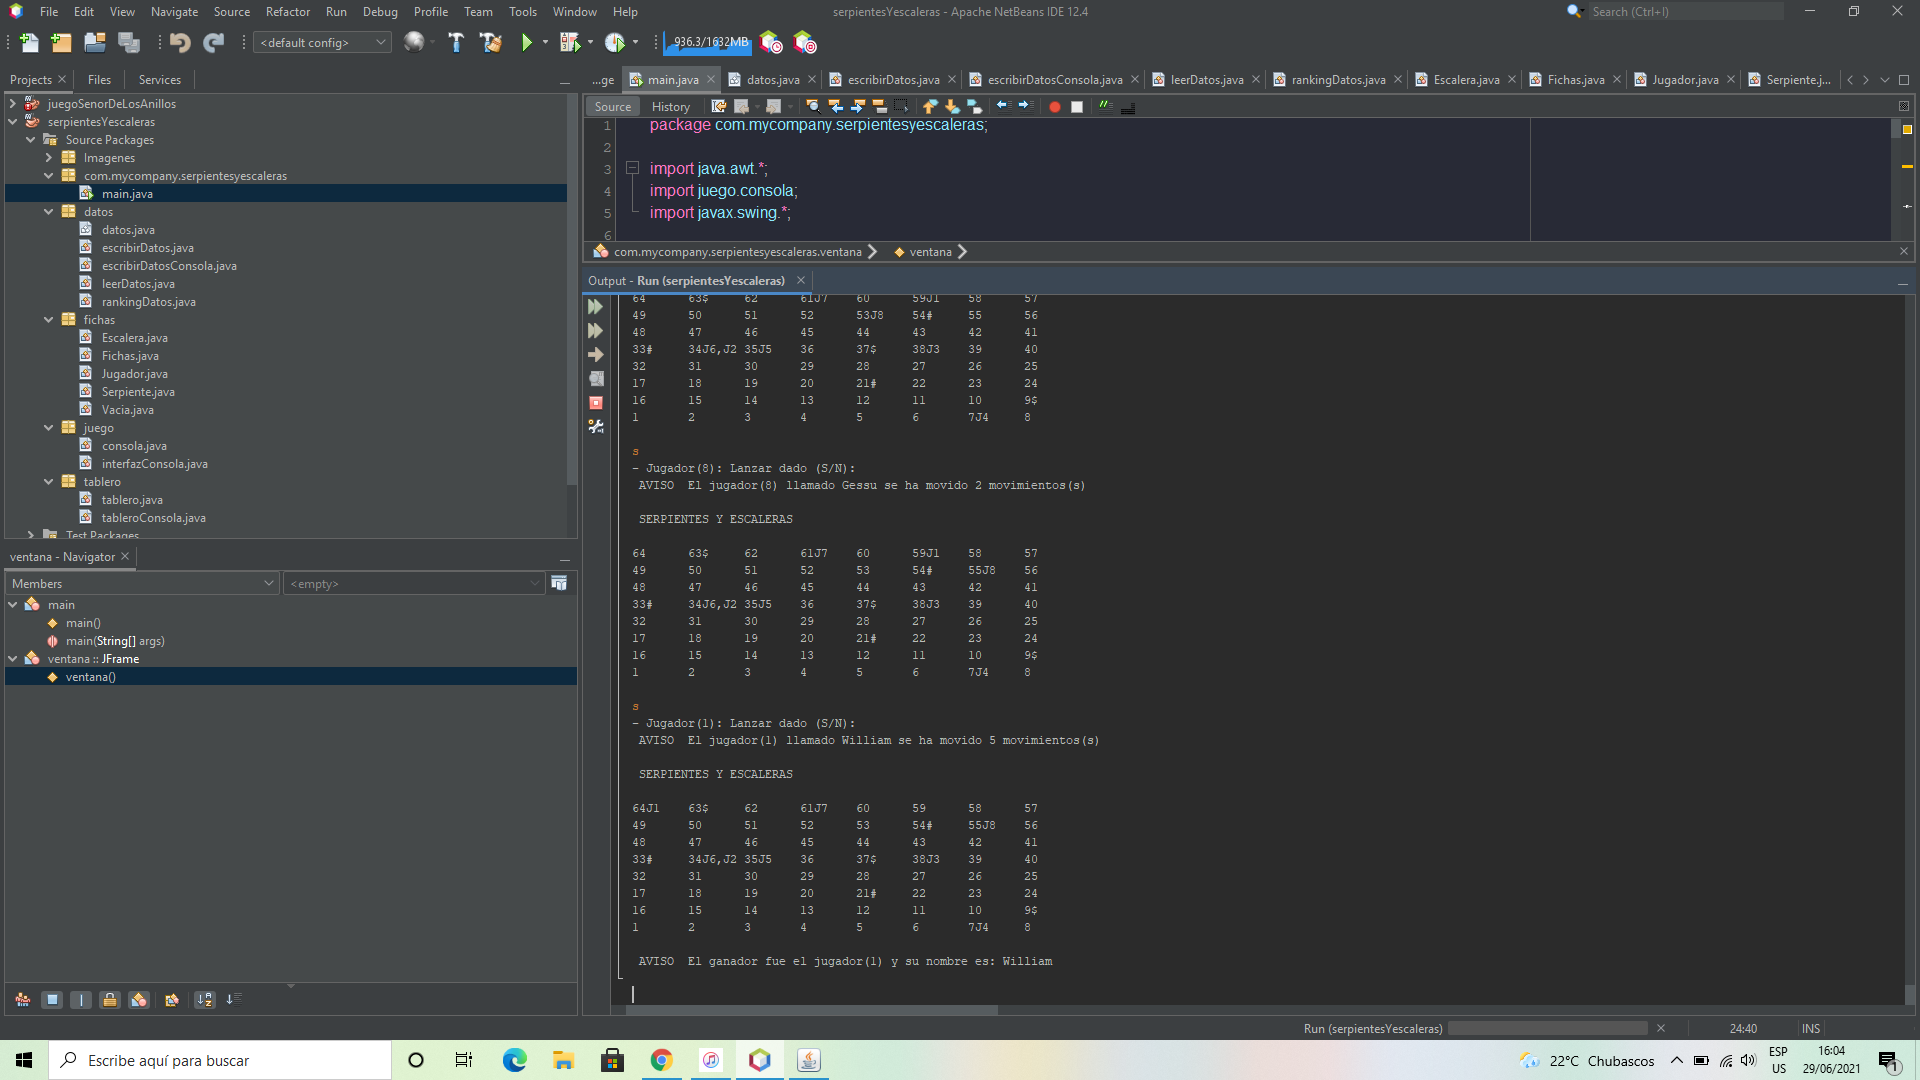 File Edit View Navigate Source Refactor Run Debug Profile Team Tools Window Help
serpientesYescaleras - Apache NetBeans IDE 12.4
Search (Ctrl+I)
<default config>
936.3/1632MB
Projects Files Services
juegoSenorDeLosAnillos
serpientesYescaleras
Source Packages
Imagenes
com.mycompany.serpientesyescaleras
main.java
datos
datos.java
escribirDatos.java
escribirDatosConsola.java
leerDatos.java
rankingDatos.java
fichas
Escalera.java
Fichas.java
Jugador.java
Serpiente.java
Vacia.java
juego
consola.java
interfazConsola.java
tablero
tablero.java
tableroConsola.java
Test Packages
ventana - Navigator
Members <empty>
main
main()
main(String[] args)
ventana :: JFrame
ventana()
...ge main.java datos.java escribirDatos.java escribirDatosConsola.java leerDatos.java rankingDatos.java Escalera.java Fichas.java Jugador.java Serpiente.j...
Source History
1 package com.mycompany.serpientesyescaleras;
2
3 import java.awt.*;
4 import juego.consola;
5 import javax.swing.*;
6
com.mycompany.serpientesyescaleras.ventana ventana
Output - Run (serpientesYescaleras)
64 63$ 62 61J7 60 59J1 58 57
49 50 51 52 53J8 54# 55 56
48 47 46 45 44 43 42 41
33# 34J6,J2 35J5 36 37$ 38J3 39 40
32 31 30 29 28 27 26 25
17 18 19 20 21# 22 23 24
16 15 14 13 12 11 10 9$
1 2 3 4 5 6 7J4 8
s
- Jugador(8): Lanzar dado (S/N):
AVISO El jugador(8) llamado Gessu se ha movido 2 movimientos(s)
SERPIENTES Y ESCALERAS
64 63$ 62 61J7 60 59J1 58 57
49 50 51 52 53 54# 55J8 56
48 47 46 45 44 43 42 41
33# 34J6,J2 35J5 36 37$ 38J3 39 40
32 31 30 29 28 27 26 25
17 18 19 20 21# 22 23 24
16 15 14 13 12 11 10 9$
1 2 3 4 5 6 7J4 8
s
- Jugador(1): Lanzar dado (S/N):
AVISO El jugador(1) llamado William se ha movido 5 movimientos(s)
SERPIENTES Y ESCALERAS
64J1 63$ 62 61J7 60 59 58 57
49 50 51 52 53 54# 55J8 56
48 47 46 45 44 43 42 41
33# 34J6,J2 35J5 36 37$ 38J3 39 40
32 31 30 29 28 27 26 25
17 18 19 20 21# 22 23 24
16 15 14 13 12 11 10 9$
1 2 3 4 5 6 7J4 8
AVISO El ganador fue el jugador(1) y su nombre es: William
Run (serpientesYescaleras) 24:40 INS
Escribe aquí para buscar
22°C Chubascos
ESP
US
16:04
29/06/2021
1